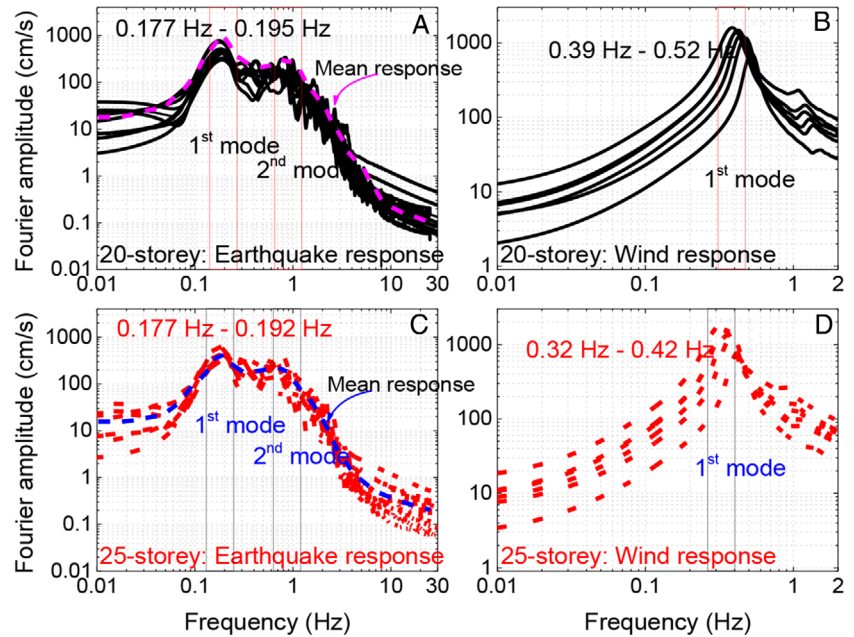 A
0.177 Hz - 0.195 Hz
Fourier amplitude (cm/s)
1000
100
10
1
0.1
0.01
Mean response
1st mode
2nd mod
20-storey: Earthquake response
0.01 0.1 1 10 30
B
0.39 Hz - 0.52 Hz
1000
100
10
1
1st mode
20-storey: Wind response
0.01 0.1 1 2
C
0.177 Hz - 0.192 Hz
Fourier amplitude (cm/s)
1000
100
10
1
0.1
0.01
Mean response
1st mode
2nd mode
25-storey: Earthquake response
0.01 0.1 1 10 30
Frequency (Hz)
D
0.32 Hz - 0.42 Hz
1000
100
10
1
1st mode
25-storey: Wind response
0.01 0.1 1 2
Frequency (Hz)